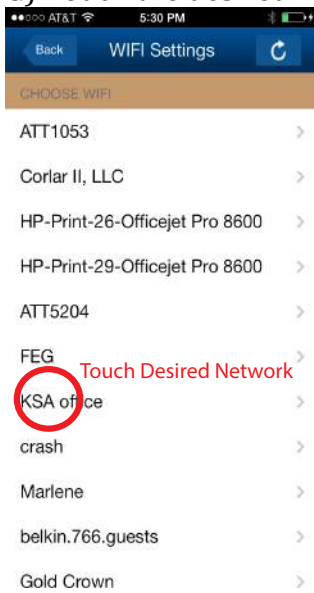 AT&T 5:30 PM
Back WIFI Settings
CHOOSE WIFI
ATT1053
Corlar II, LLC
HP-Print-26-Officejet Pro 8600
HP-Print-29-Officejet Pro 8600
ATT5204
FEG
Touch Desired Network
KSA office
crash
Marlene
belkin.766.guests
Gold Crown